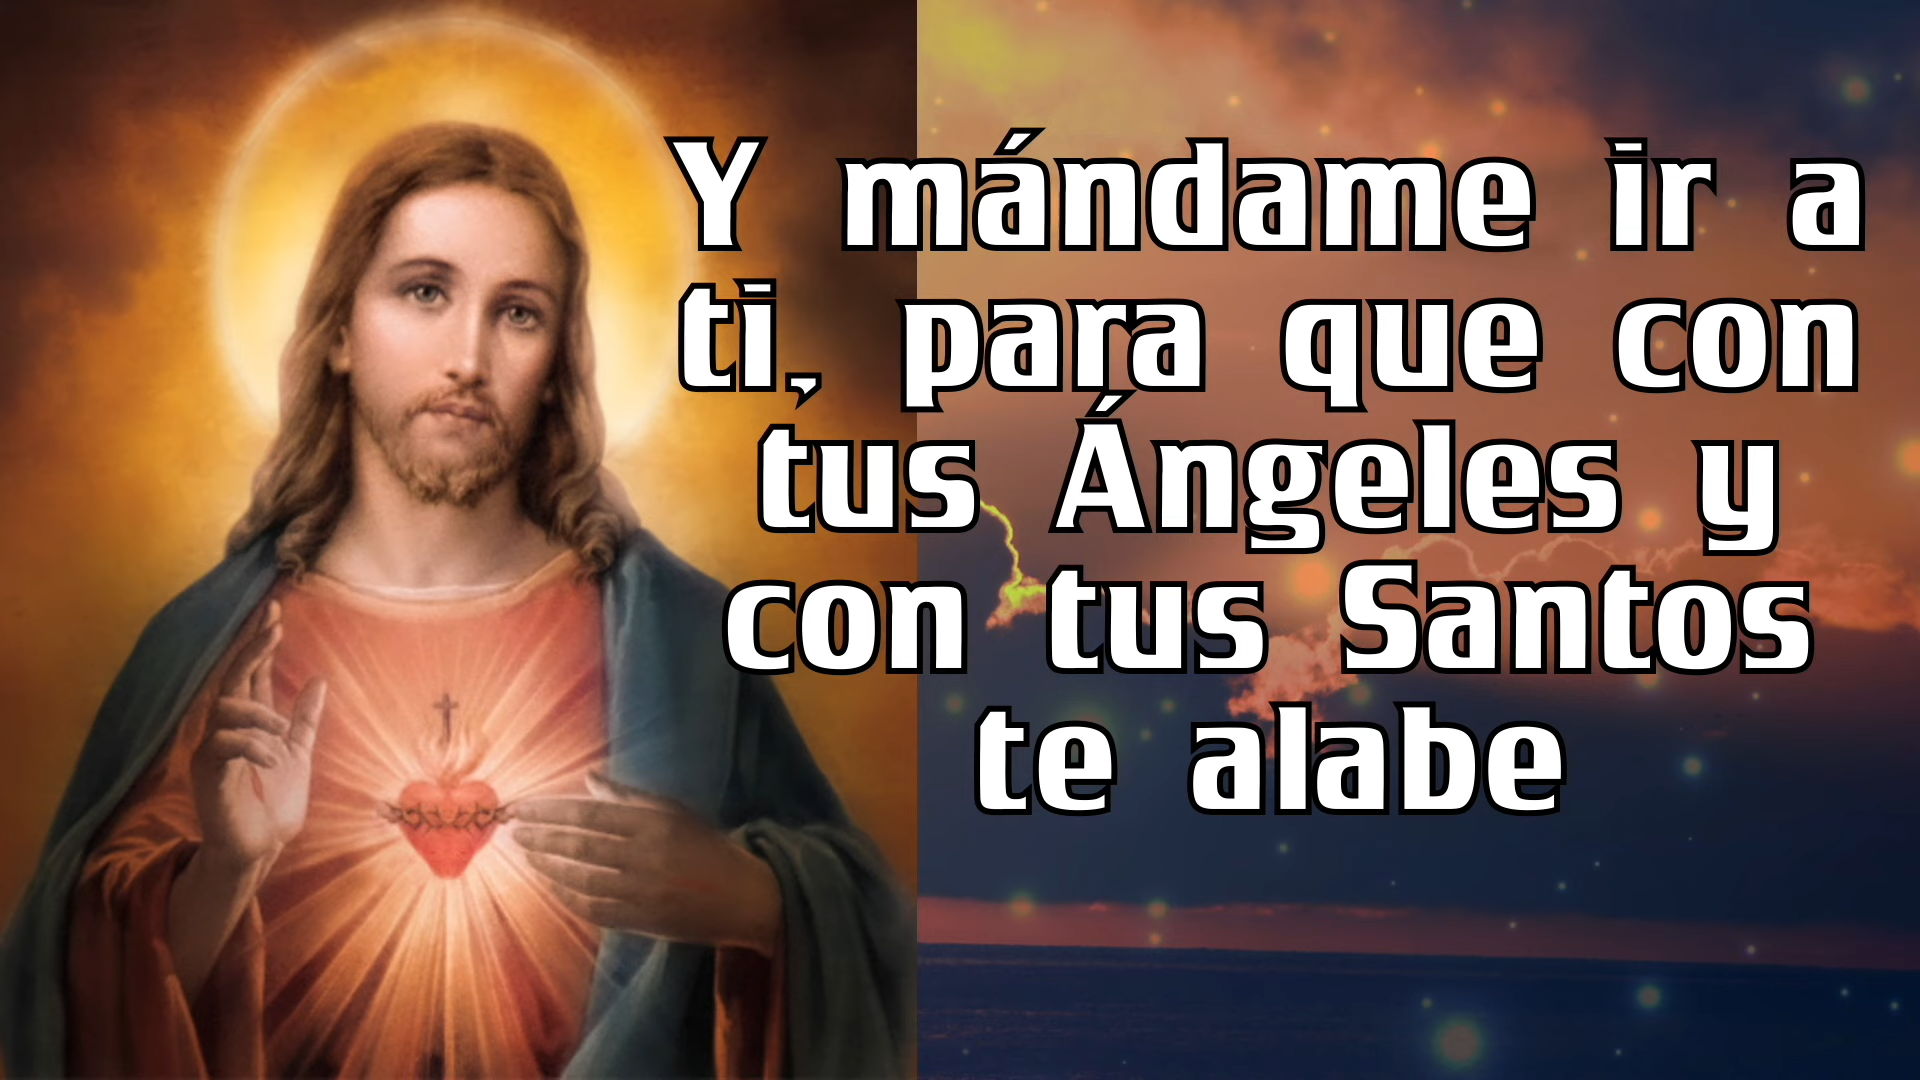 Y mándame ir a
ti, para que con
tus Ángeles y
con tus Santos
te alabe